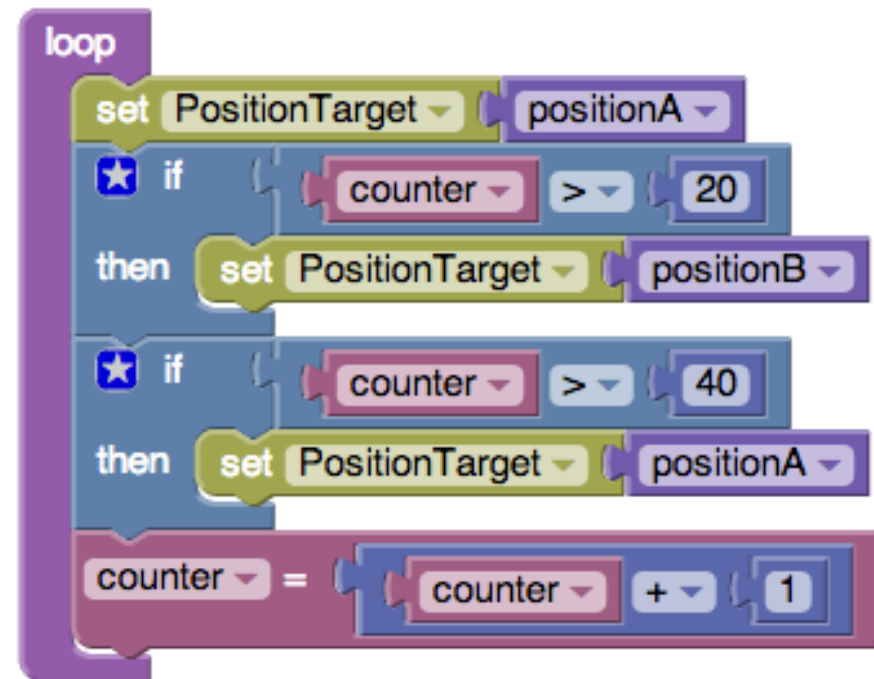 loop
set PositionTarget positionA
if counter > 20
then set PositionTarget positionB
if counter > 40
then set PositionTarget positionA
counter = counter + 1